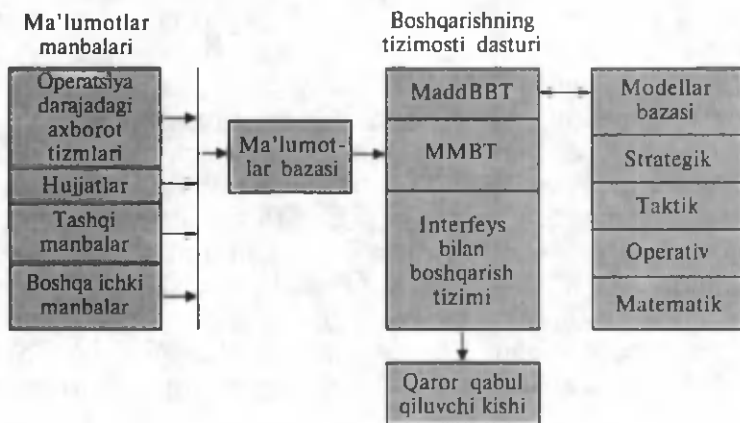 Ma'lumotlar
manbalari
Operatsiya
darajadagi
axborot
tizmlari
Hujjatlar
Tashqi
manbalar
Boshqa ichki
manbalar
Ma'lumot-
lar bazasi
Boshqarishning
tizimosti dasturi
MaddBBT
MMBT
Interfeys
bilan
boshqarish
tizimi
Modellar
bazasi
Strategik
Taktik
Operativ
Matematik
Qaror qabul
qiluvchi kishi